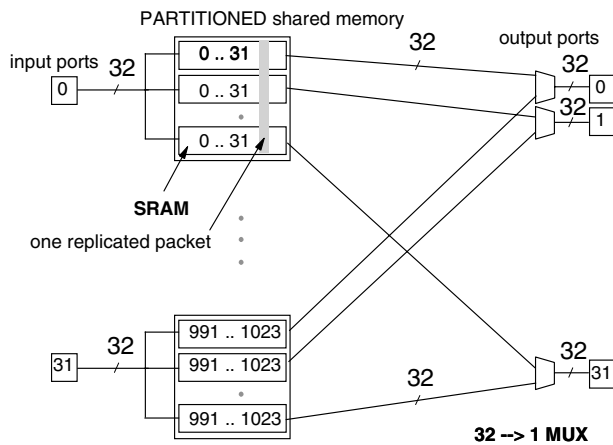 PARTITIONED shared memory
input ports
output ports
32
0 .. 31
32
32
0
0 .. 31
0
32
1
0 .. 31
SRAM
one replicated packet
991 .. 1023
32
991 .. 1023
32
31
32
31
991 .. 1023
32 --> 1 MUX